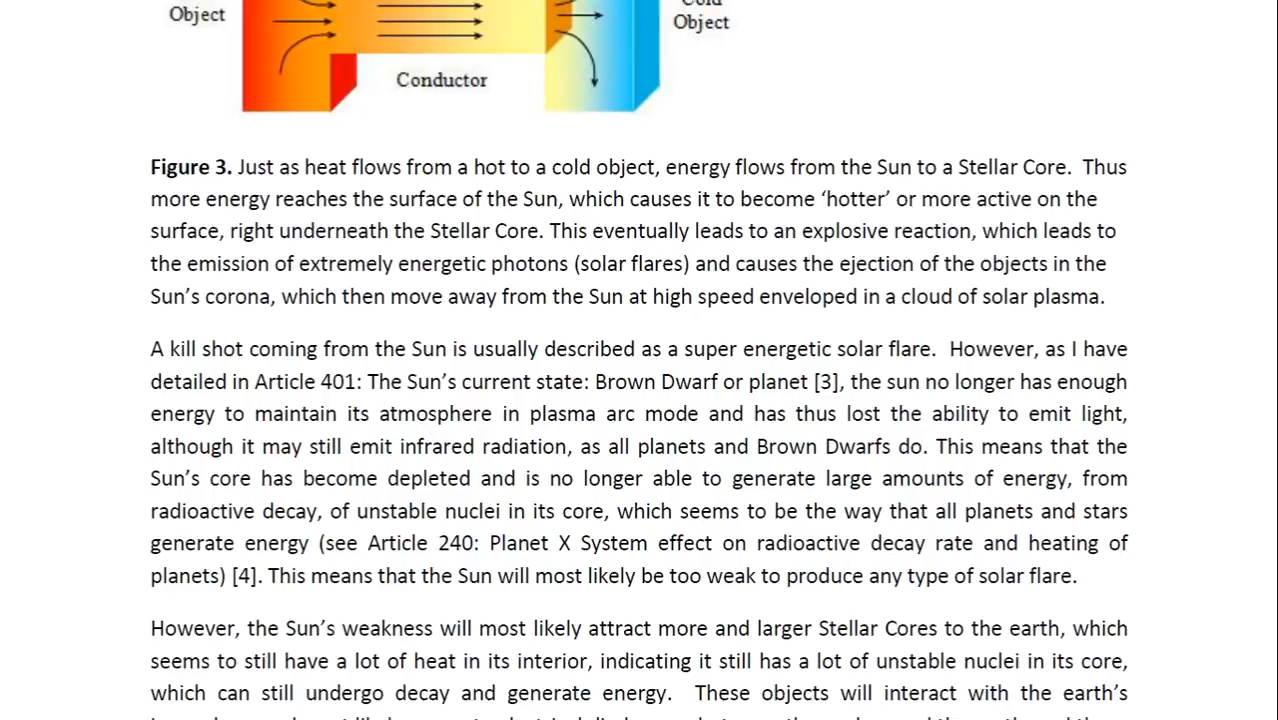 Cold
Object
Object
Conductor
Figure 3. Just as heat flows from a hot to a cold object, energy flows from the Sun to a Stellar Core.  Thus
more energy reaches the surface of the Sun, which causes it to become ‘hotter’ or more active on the
surface, right underneath the Stellar Core. This eventually leads to an explosive reaction, which leads to
the emission of extremely energetic photons (solar flares) and causes the ejection of the objects in the
Sun’s corona, which then move away from the Sun at high speed enveloped in a cloud of solar plasma.
A kill shot coming from the Sun is usually described as a super energetic solar flare.  However, as I have
detailed in Article 401: The Sun’s current state: Brown Dwarf or planet [3], the sun no longer has enough
energy to maintain its atmosphere in plasma arc mode and has thus lost the ability to emit light,
although it may still emit infrared radiation, as all planets and Brown Dwarfs do. This means that the
Sun’s core has become depleted and is no longer able to generate large amounts of energy, from
radioactive decay, of unstable nuclei in its core, which seems to be the way that all planets and stars
generate energy (see Article 240: Planet X System effect on radioactive decay rate and heating of
planets) [4]. This means that the Sun will most likely be too weak to produce any type of solar flare.
However, the Sun’s weakness will most likely attract more and larger Stellar Cores to the earth, which
seems to still have a lot of heat in its interior, indicating it still has a lot of unstable nuclei in its core,
which can still undergo decay and generate energy.  These objects will interact with the earth’s